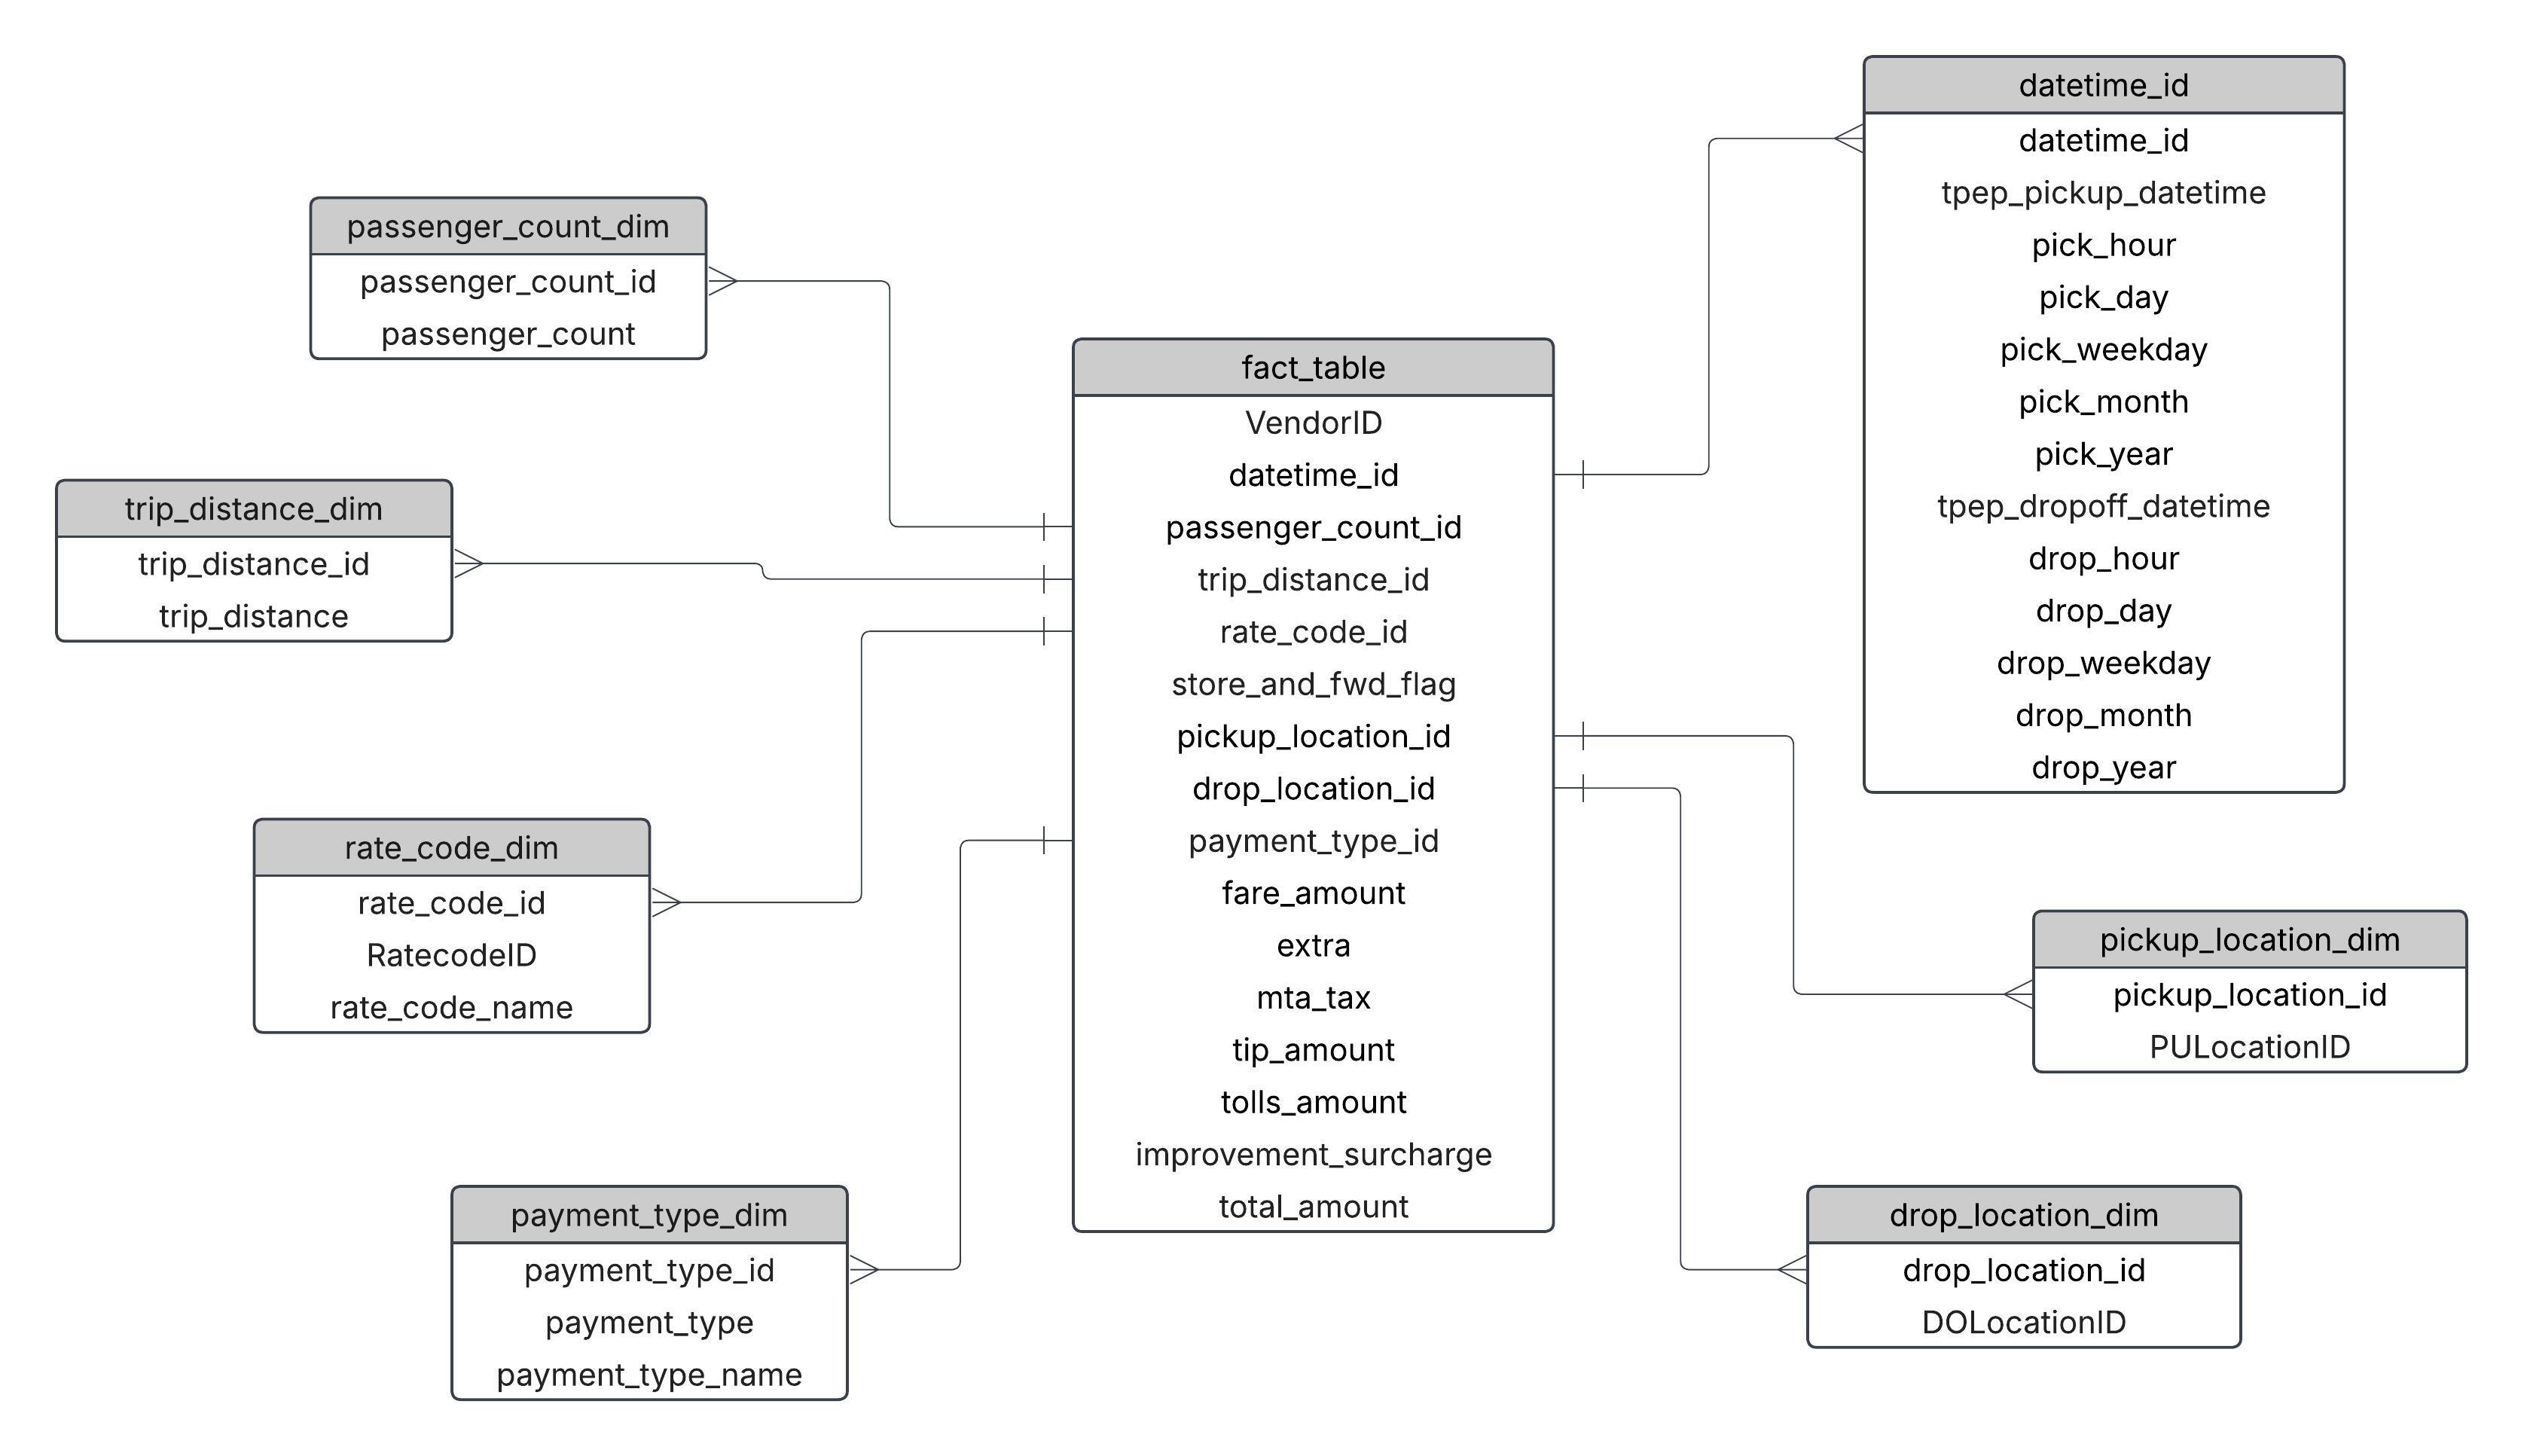 passenger_count_dim
passenger_count_id
passenger_count
trip_distance_dim
trip_distance_id
trip_distance
rate_code_dim
rate_code_id
RatecodeID
rate_code_name
payment_type_dim
payment_type_id
payment_type
payment_type_name
fact_table
VendorID
datetime_id
passenger_count_id
trip_distance_id
rate_code_id
store_and_fwd_flag
pickup_location_id
drop_location_id
payment_type_id
fare_amount
extra
mta_tax
tip_amount
tolls_amount
improvement_surcharge
total_amount
datetime_id
datetime_id
tpep_pickup_datetime
pick_hour
pick_day
pick_weekday
pick_month
pick_year
tpep_dropoff_datetime
drop_hour
drop_day
drop_weekday
drop_month
drop_year
pickup_location_dim
pickup_location_id
PULocationID
drop_location_dim
drop_location_id
DOLocationID